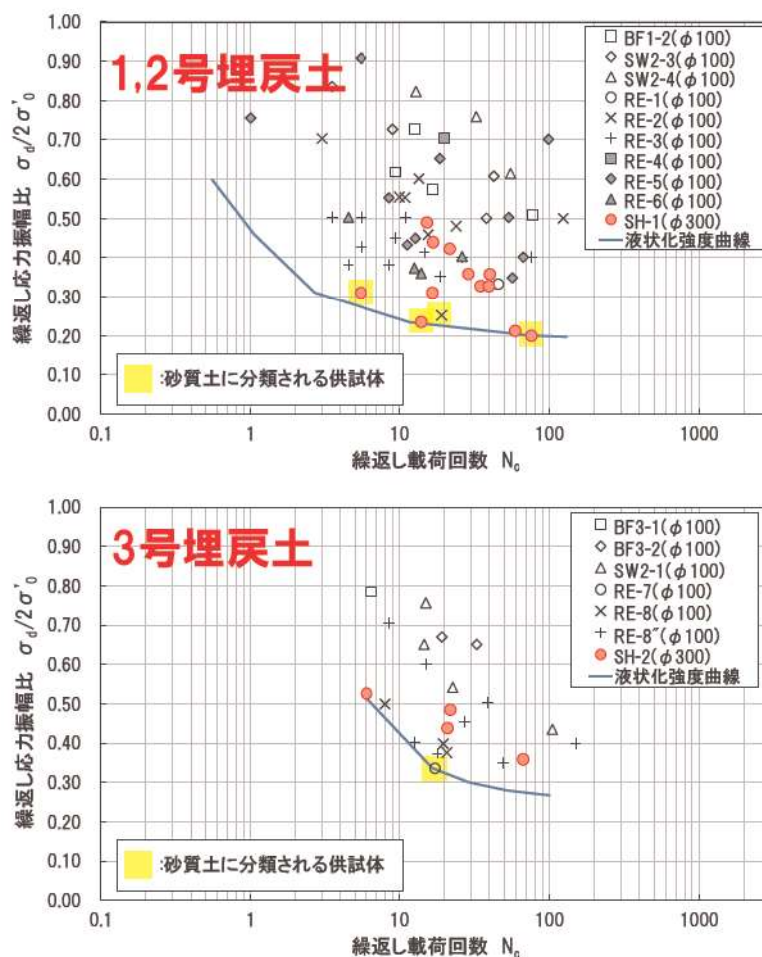 1.00
0.90
0.80
0.70
0.60
0.50
0.40
0.30
0.20
0.10
0.00
繰返し応力振幅比 σd/2σ'0
1,2号埋戻土
BF1-2(φ100)
SW2-3(φ100)
SW2-4(φ100)
RE-1(φ100)
RE-2(φ100)
RE-3(φ100)
RE-4(φ100)
RE-5(φ100)
RE-6(φ100)
SH-1(φ300)
液状化強度曲線
:砂質土に分類される供試体
0.1 1 10 100 1000
繰返し載荷回数 Nc
1.00
0.90
0.80
0.70
0.60
0.50
0.40
0.30
0.20
0.10
0.00
繰返し応力振幅比 σd/2σ'0
3号埋戻土
BF3-1(φ100)
BF3-2(φ100)
SW2-1(φ100)
RE-7(φ100)
RE-8(φ100)
RE-8"(φ100)
SH-2(φ300)
液状化強度曲線
:砂質土に分類される供試体
0.1 1 10 100 1000
繰返し載荷回数 Nc